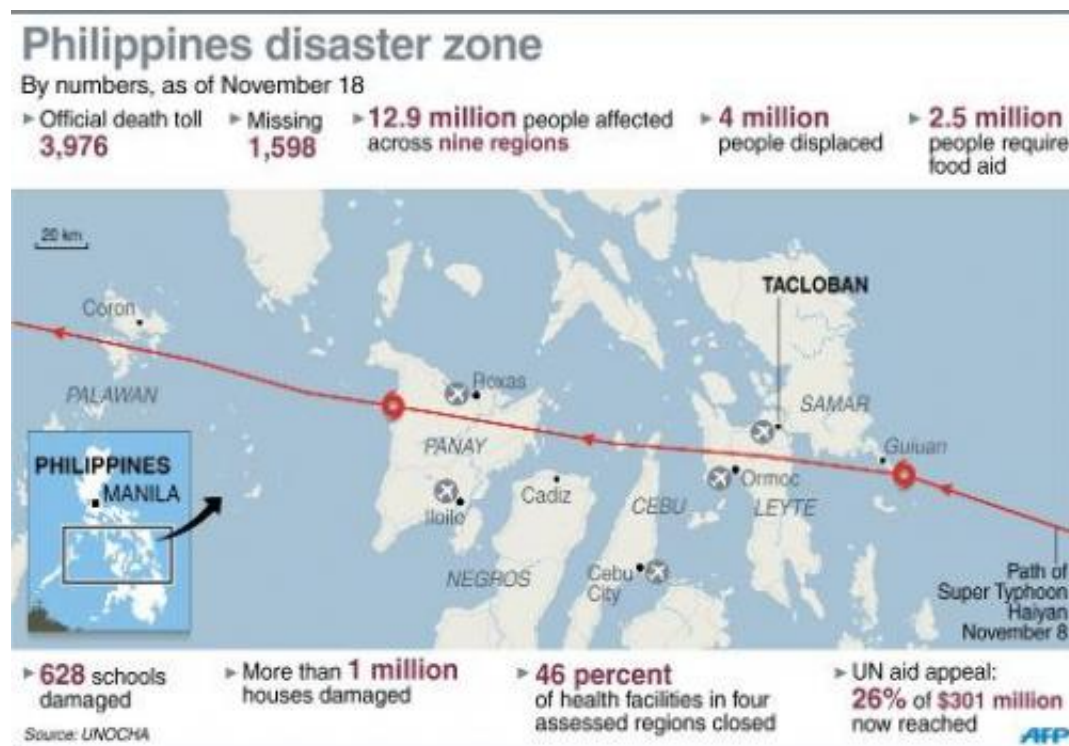 Philippines disaster zone
By numbers, as of November 18
Official death toll
3,976
Missing
1,598
12.9 million people affected
across nine regions
4 million
people displaced
2.5 million
people require
food aid
20 km
TACLOBAN
Coron
PALAWAN
Roxas
SAMAR
PANAY
Guiuan
PHILIPPINES
MANILA
Iloilo
Cadiz
CEBU
Ormoc
LEYTE
NEGROS
Cebu
City
Path of
Super Typhoon
Haiyan
November 8
628 schools
damaged
More than 1 million
houses damaged
46 percent
of health facilities in four
assessed regions closed
UN aid appeal:
26% of $301 million
now reached
Source: UNOCHA
AFP